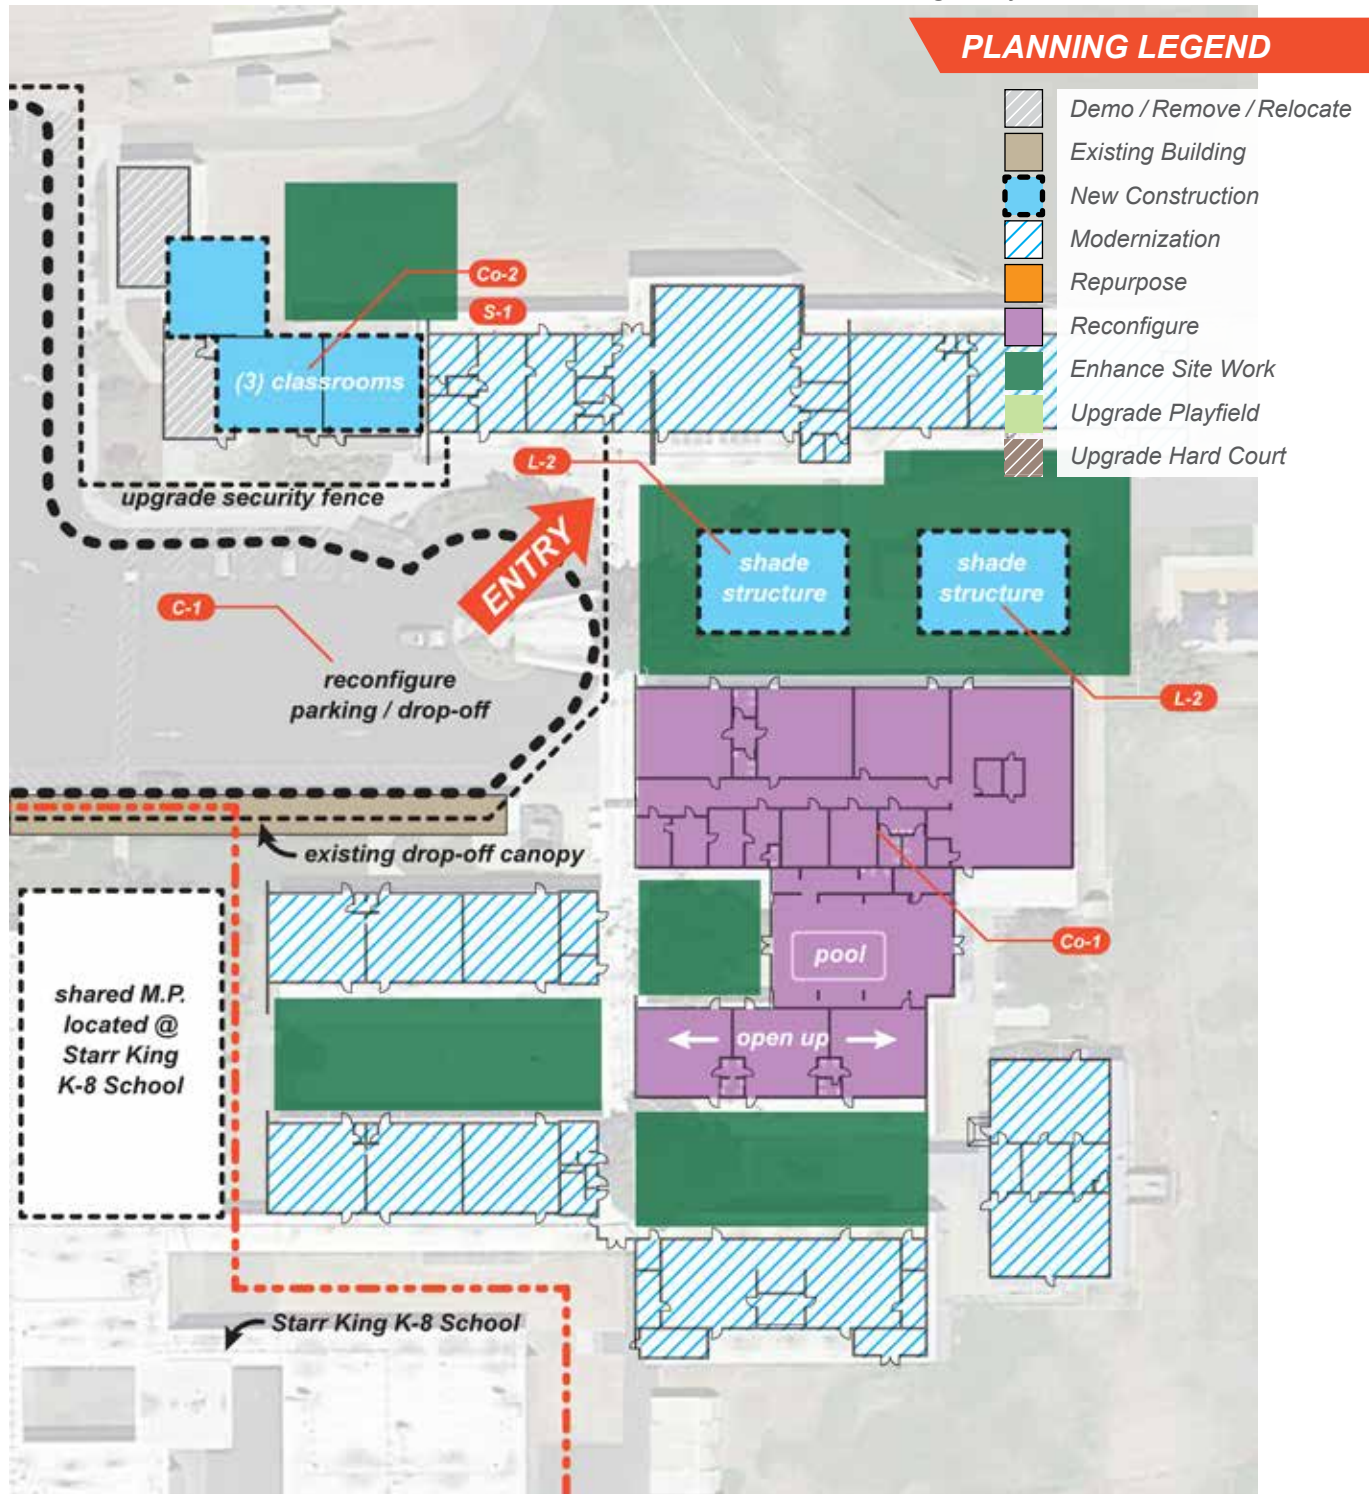 PLANNING LEGEND
Demo / Remove / Relocate
Existing Building
New Construction
Modernization
Repurpose
Reconfigure
Enhance Site Work
Upgrade Playfield
Upgrade Hard Court
Co-2
S-1
(3) classrooms
L-2
upgrade security fence
ENTRY
shade
structure
shade
structure
C-1
reconfigure
parking / drop-off
L-2
existing drop-off canopy
Co-1
pool
shared M.P.
located @
Starr King
K-8 School
open up
Starr King K-8 School